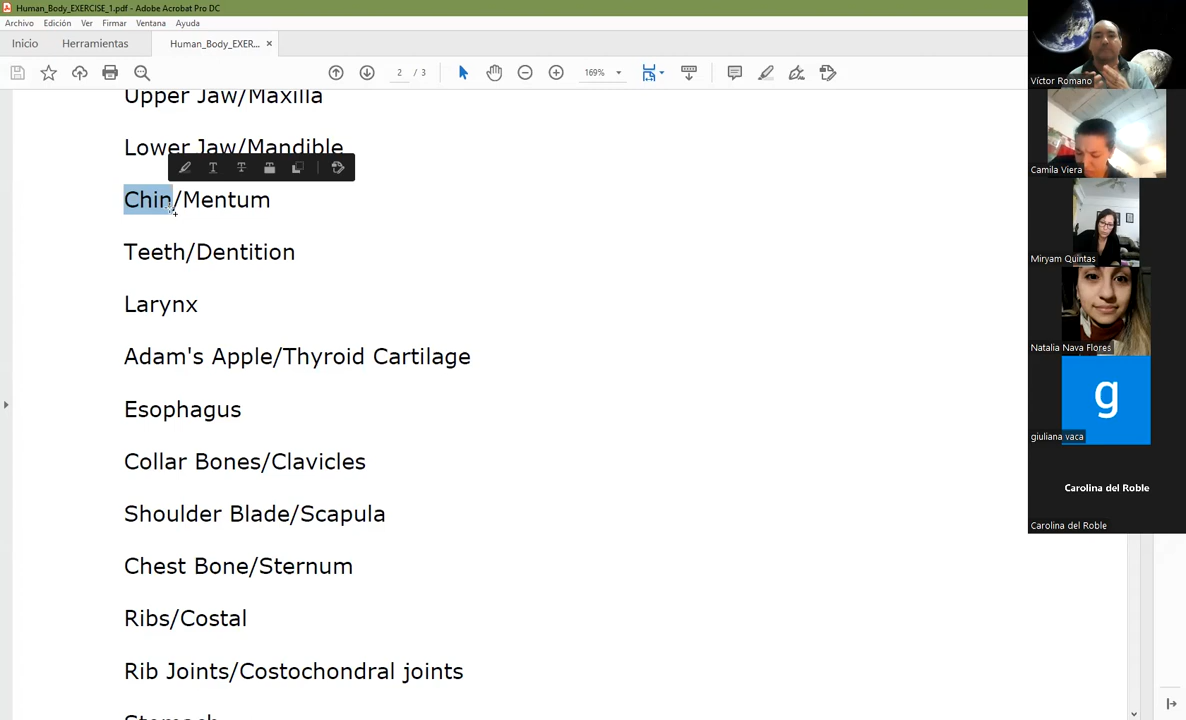 Human_Body_EXERCISE_1.pdf - Adobe Acrobat Pro DC
Archivo Edición Ver Firmar Ventana Ayuda
Inicio Herramientas Human_Body_EXER... ×
2 / 3 169%
Upper Jaw/Maxilla
Lower Jaw/Mandible
Chin/Mentum
Teeth/Dentition
Larynx
Adam's Apple/Thyroid Cartilage
Esophagus
Collar Bones/Clavicles
Shoulder Blade/Scapula
Chest Bone/Sternum
Ribs/Costal
Rib Joints/Costochondral joints
Stomach
Víctor Romano
Camila Viera
Miryam Quintas
Natalia Nava Flores
g
giuliana vaca
Carolina del Roble
Carolina del Roble